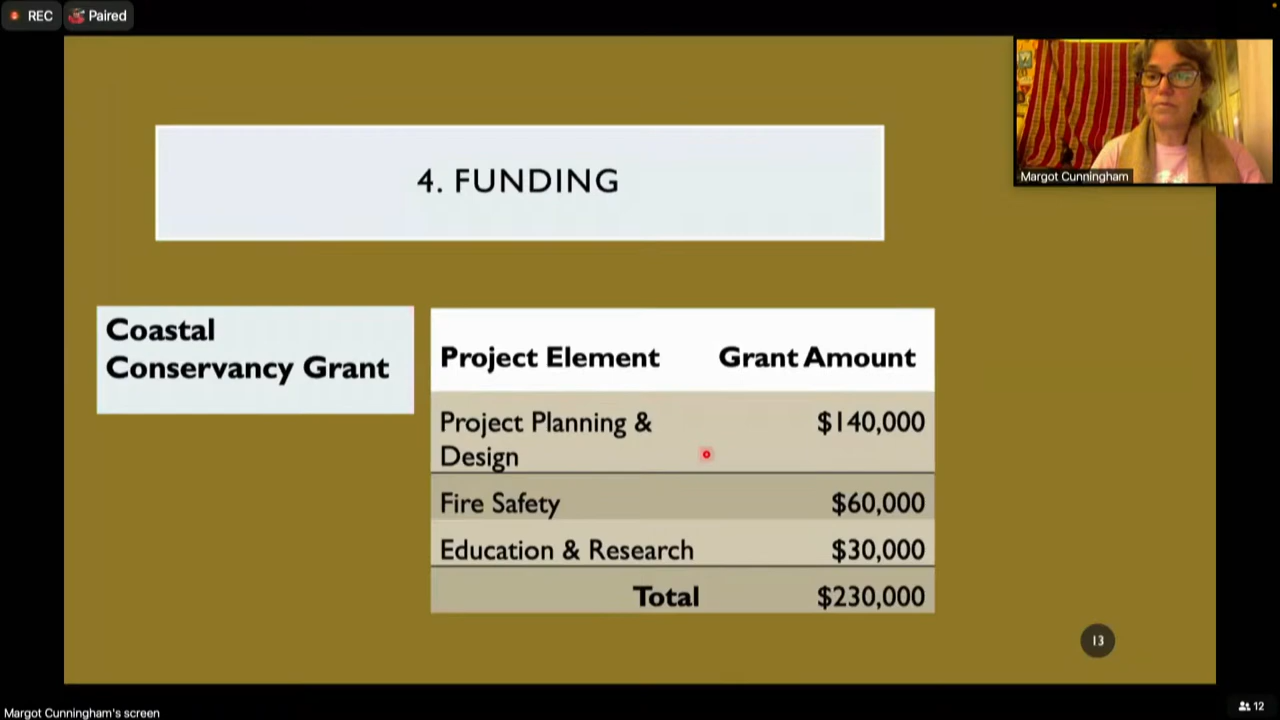 REC
Paired
Margot Cunningham
4. FUNDING
Coastal
Conservancy Grant
Project Element Grant Amount
Project Planning & $140,000
Design
Fire Safety $60,000
Education & Research $30,000
Total $230,000
13
Margot Cunningham's screen
12